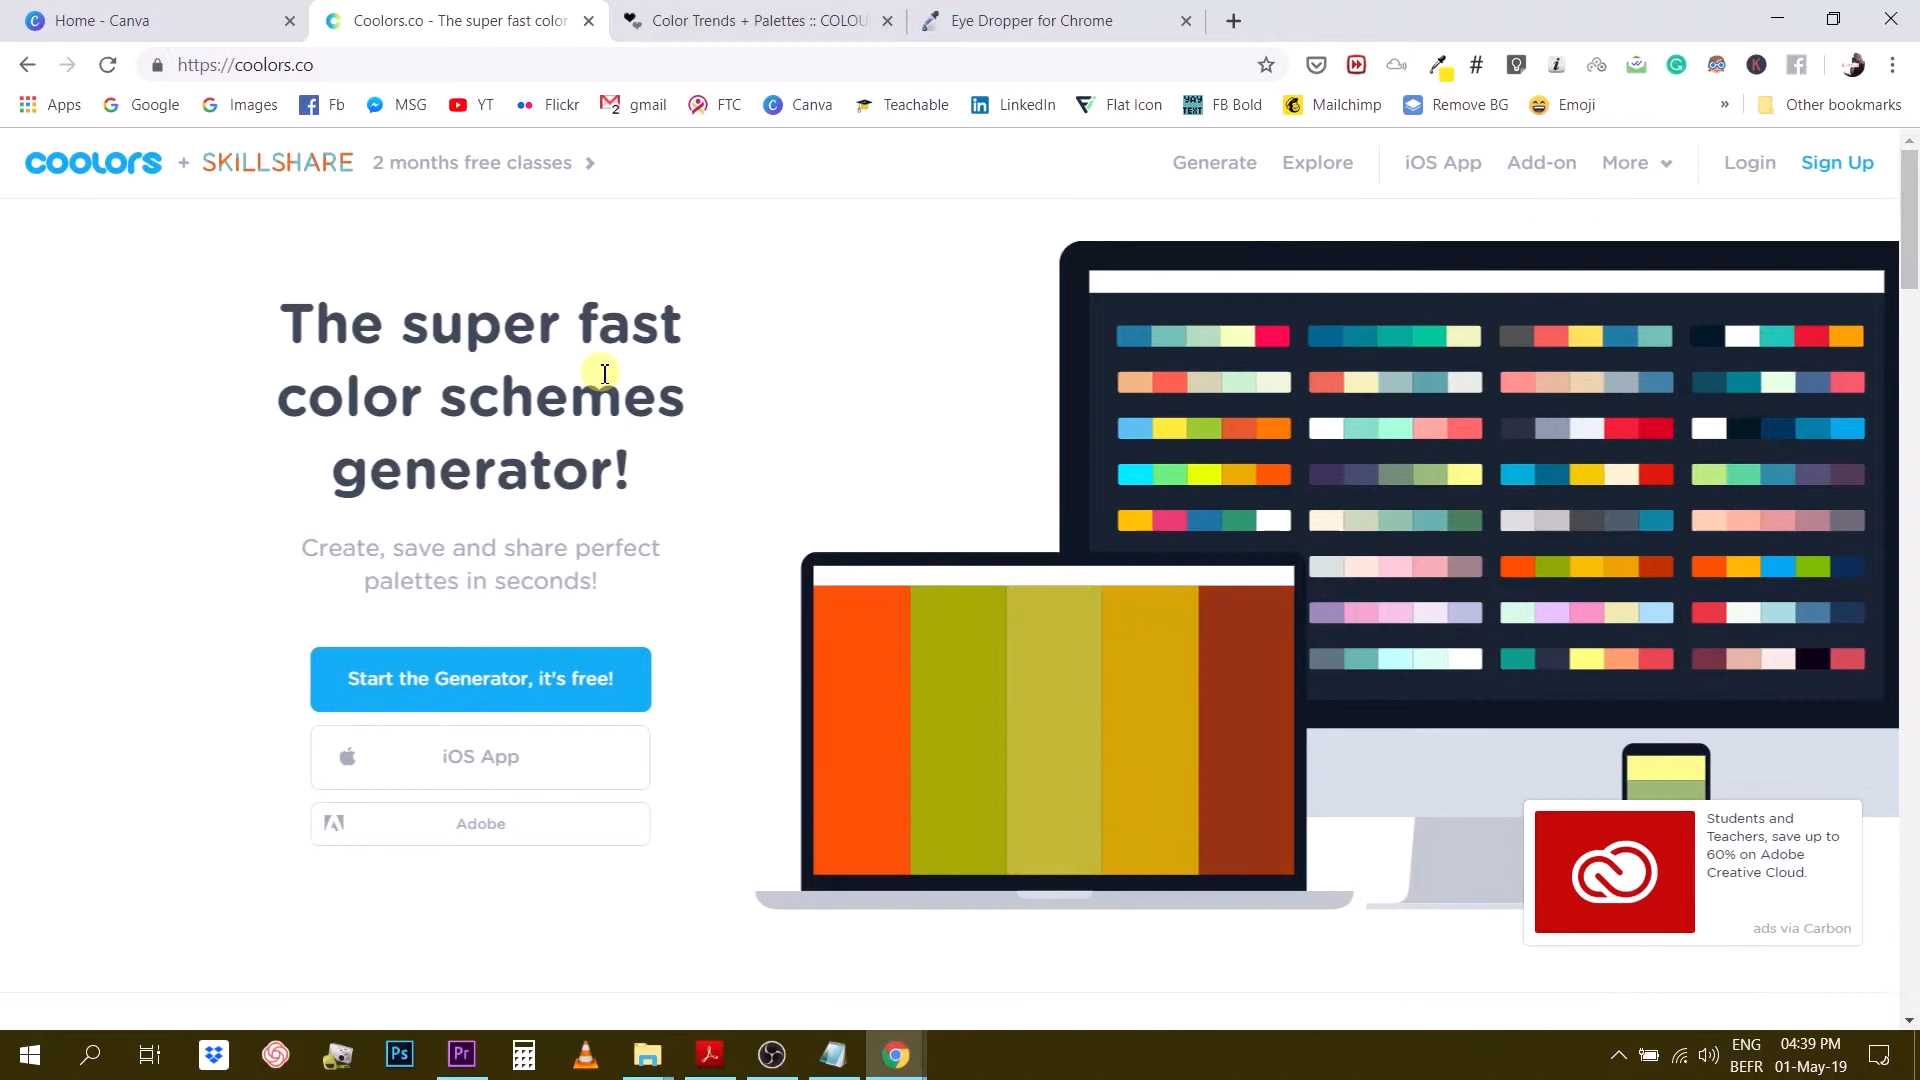 Home - Canva
Coolors.co - The super fast color
Color Trends + Palettes :: COLOU
Eye Dropper for Chrome
https://coolors.co
Apps
Google
Images
Fb
MSG
YT
Flickr
gmail
FTC
Canva
Teachable
LinkedIn
Flat Icon
FB Bold
Mailchimp
Remove BG
Emoji
»
Other bookmarks
coolors + SKILLSHARE 2 months free classes
Generate
Explore
iOS App
Add-on
More
Login
Sign Up
The super fast
color schemes
generator!
Create, save and share perfect
palettes in seconds!
Start the Generator, it's free!
iOS App
Adobe
Students and
Teachers, save up to
60% on Adobe
Creative Cloud.
ads via Carbon
Ps
Pr
ENG
BEFR
04:39 PM
01-May-19